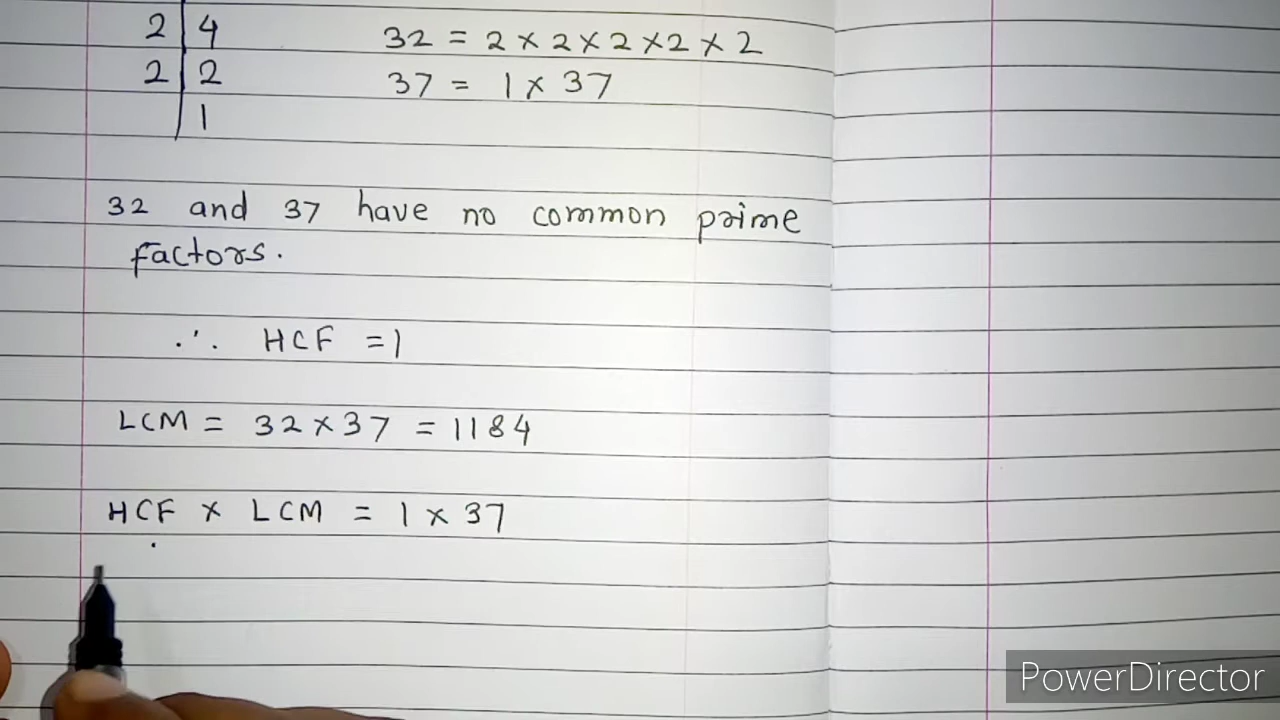 2 | 4
32 = 2 × 2 × 2 × 2 × 2
2 | 2
37 = 1 × 37
1
32 and 37 have no common prime
factors.
∴ HCF = 1
LCM = 32 × 37 = 1184
HCF × LCM = 1 × 37
PowerDirector